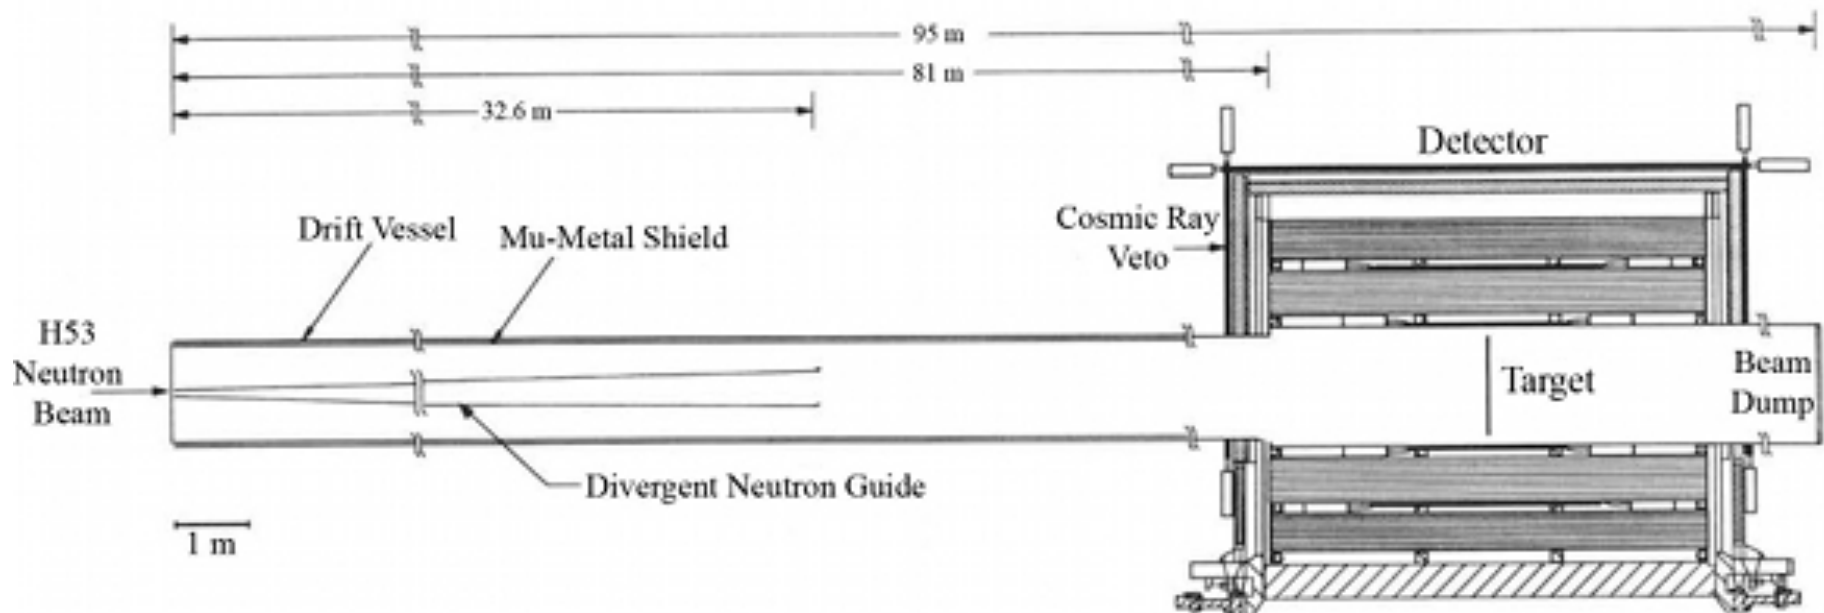 95 m
81 m
32.6 m
Detector
Cosmic Ray
Veto
Drift Vessel
Mu-Metal Shield
H53
Neutron
Beam
Target
Beam
Dump
Divergent Neutron Guide
1 m